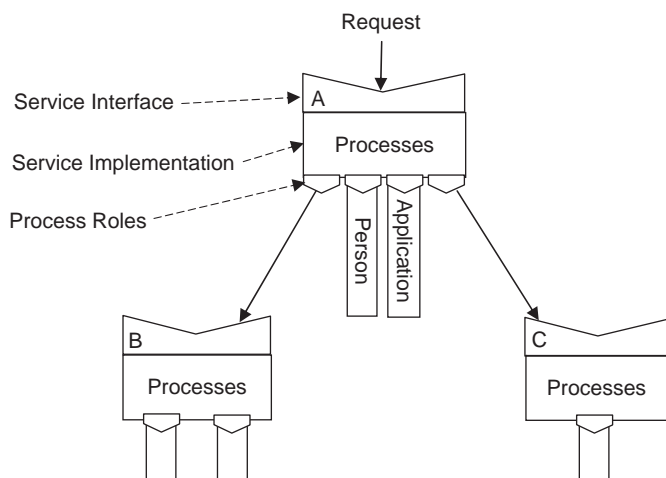 Request
Service Interface
A
Service Implementation
Processes
Process Roles
Person
Application
B
C
Processes
Processes